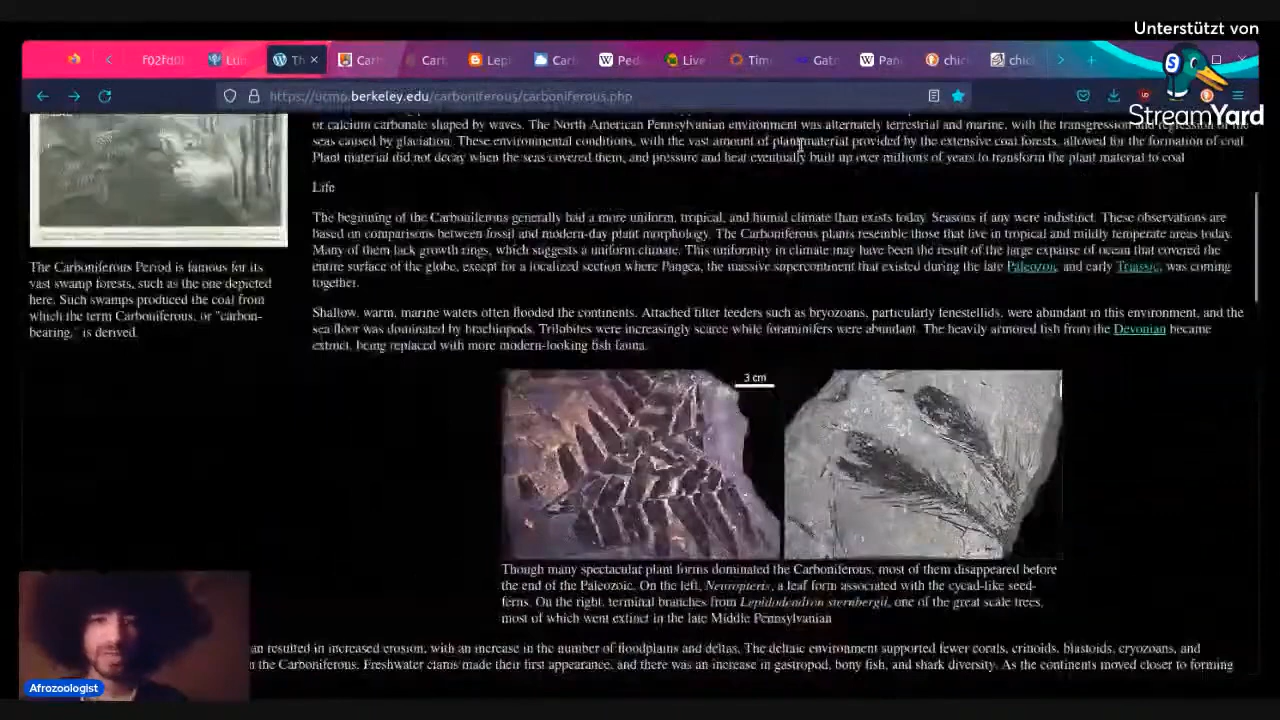 Unterstützt von
StreamYard
F02fd0
Lun
Th
Carb
Cart
Lepi
Carb
Ped
Live
Time
Gato
Pan
chic
chic
https://ucmp.berkeley.edu/carboniferous/carboniferous.php
or calcium carbonate shaped by waves. The North American Pennsylvanian environment was alternately terrestrial and marine, with the transgression and regression of the
seas caused by glaciation. These environmental conditions, with the vast amount of plant material provided by the extensive coal forests, allowed for the formation of coal
Plant material did not decay when the seas covered them, and pressure and heat eventually built up over millions of years to transform the plant material to coal
Life
The beginning of the Carboniferous generally had a more uniform, tropical, and humid climate than exists today. Seasons if any were indistinct. These observations are
based on comparisons between fossil and modern-day plant morphology. The Carboniferous plants resemble those that live in tropical and mildly temperate areas today.
Many of them lack growth rings, which suggests a uniform climate. This uniformity in climate may have been the result of the large expanse of ocean that covered the
entire surface of the globe, except for a localized section where Pangea, the massive supercontinent that existed during the late Paleozoic and early Triassic, was coming
together.
Shallow, warm, marine waters often flooded the continents. Attached filter feeders such as bryozoans, particularly fenestellids, were abundant in this environment, and the
sea floor was dominated by brachiopods. Trilobites were increasingly scarce while foraminifers were abundant. The heavily armored fish from the Devonian became
extinct, being replaced with more modern-looking fish fauna.
The Carboniferous Period is famous for its
vast swamp forests, such as the one depicted
here. Such swamps produced the coal from
which the term Carboniferous, or "carbon-
bearing," is derived.
3 cm
Though many spectacular plant forms dominated the Carboniferous, most of them disappeared before
the end of the Paleozoic. On the left, Neuropteris, a leaf form associated with the cycad-like seed-
ferns. On the right, terminal branches from Lepidodendron sternbergii, one of the great scale trees,
most of which went extinct in the late Middle Pennsylvanian
an resulted in increased erosion, with an increase in the number of floodplains and deltas. The deltaic environment supported fewer corals, crinoids, blastoids, cryozoans, and
n the Carboniferous. Freshwater clams made their first appearance, and there was an increase in gastropod, bony fish, and shark diversity. As the continents moved closer to forming
Afrozoologist